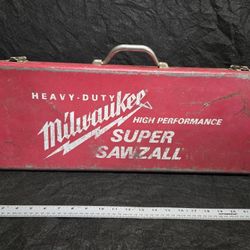 HEAVY-DUTY
Milwaukee
HIGH PERFORMANCE
SUPER
SAWZALL